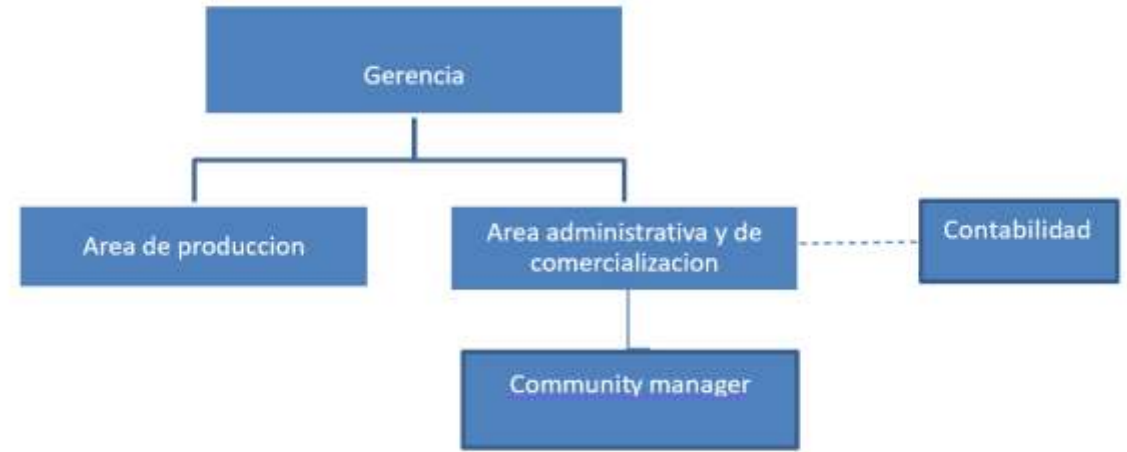 Gerencia
Area de produccion
Area administrativa y de
comercializacion
Contabilidad
Community manager